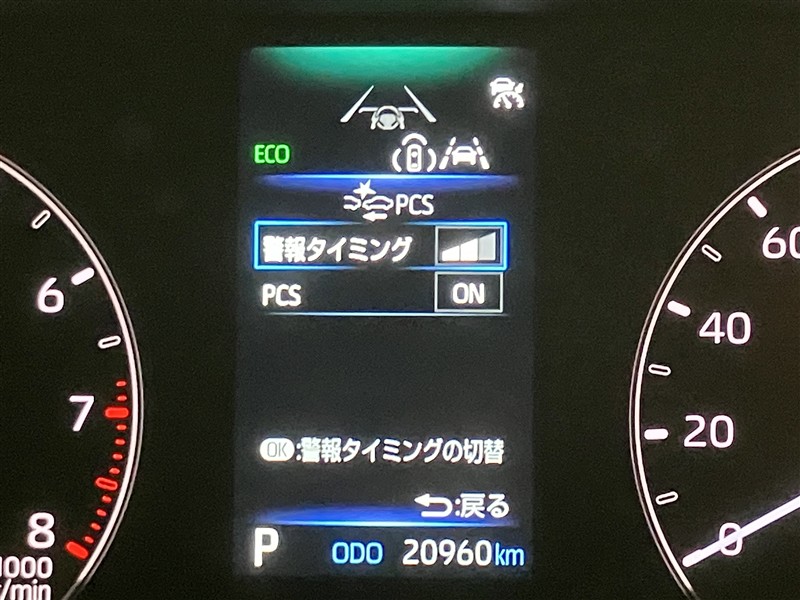 ECO
PCS
警報タイミング
PCS ON
OK:警報タイミングの切替
:戻る
P ODO 20960km
6
7
8
1000
r/min
60
40
20
0